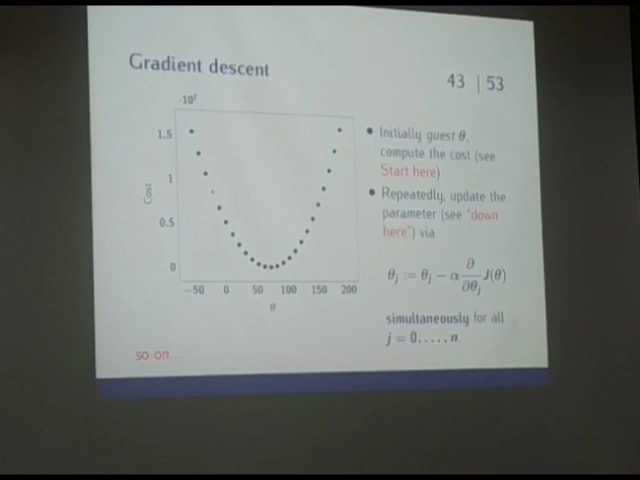 Gradient descent
43 | 53
·10⁷
1.5
1
0.5
0
Cost
−50 0 50 100 150 200
θ
• Initially guest θ,
compute the cost (see
Start here)
• Repeatedly, update the
parameter (see "down
here") via
θⱼ := θⱼ − α ∂/∂θⱼ J(θ)
simultaneously for all
j = 0, . . . , n.
so on...